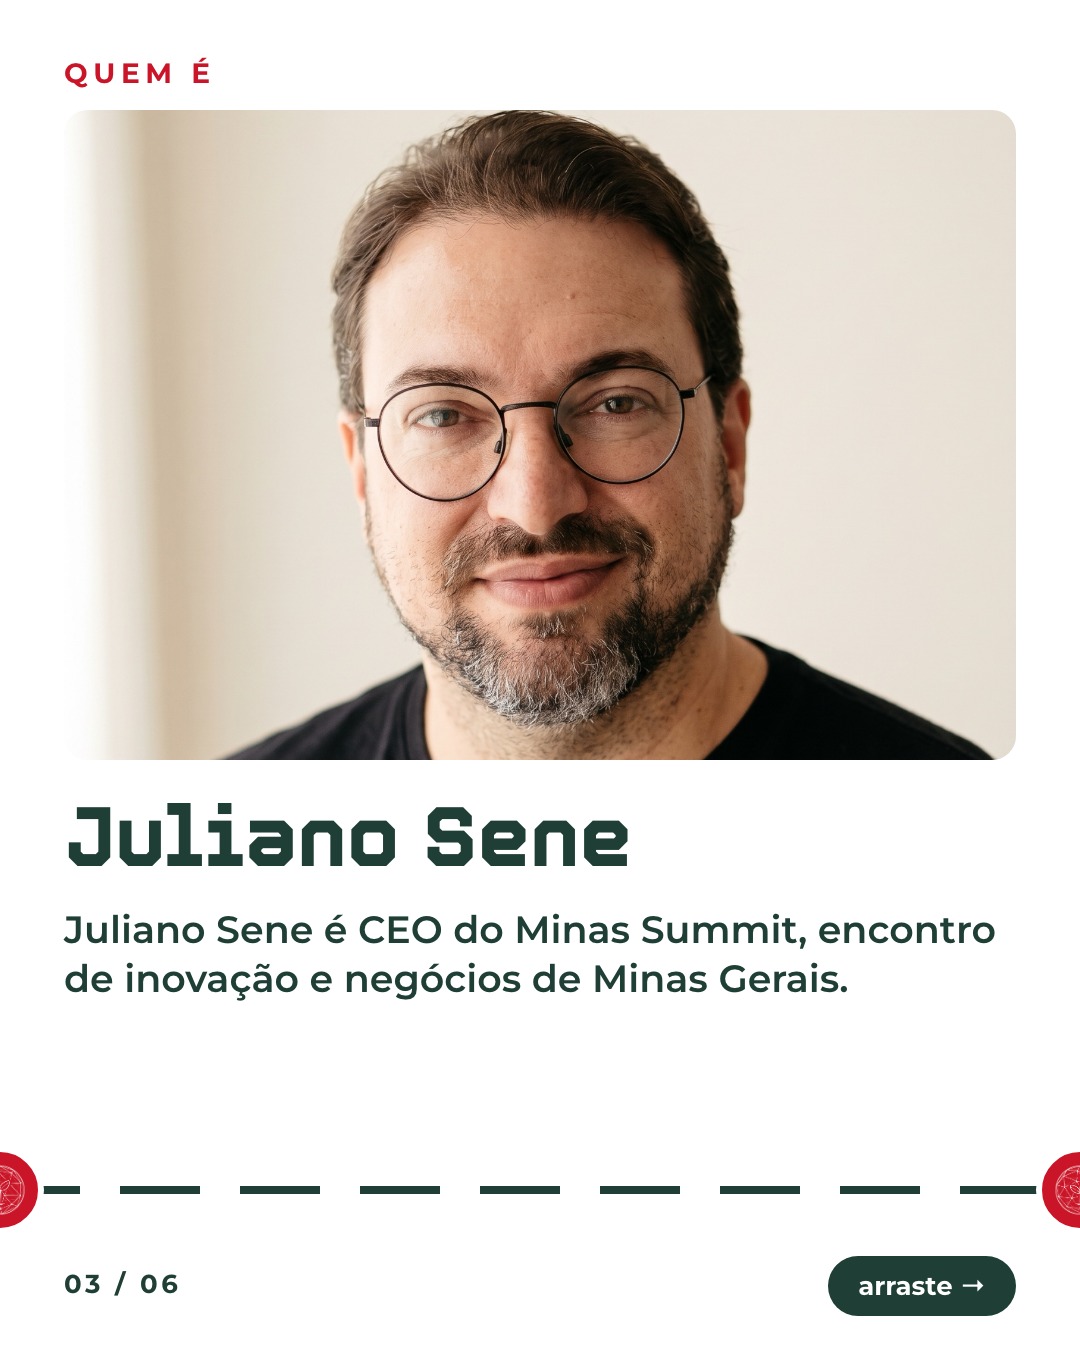 QUEM É
Juliano Sene
Juliano Sene é CEO do Minas Summit, encontro
de inovação e negócios de Minas Gerais.
03 / 06
arraste →